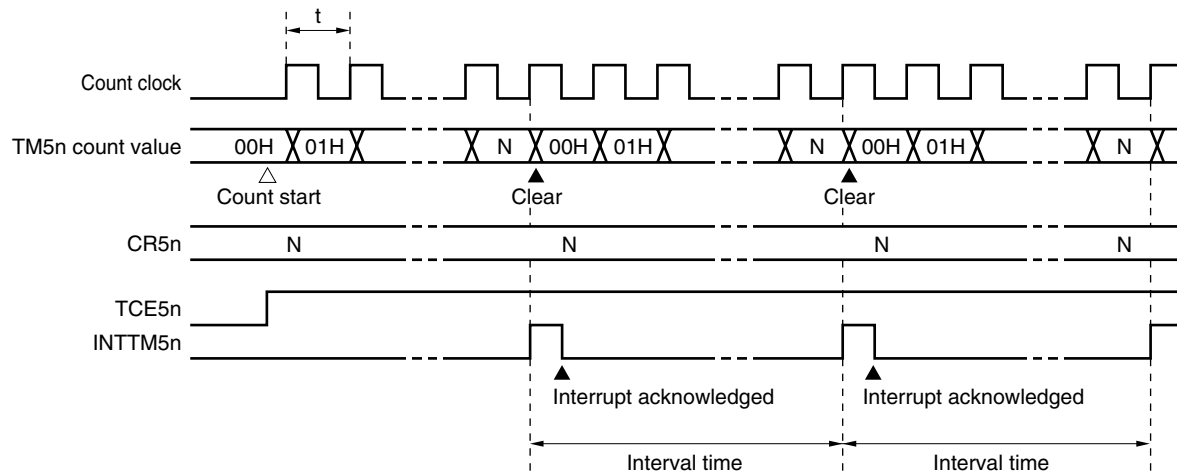 t
Count clock
TM5n count value 00H 01H N 00H 01H N 00H 01H N
Count start Clear Clear
CR5n N N N N
TCE5n
INTTM5n
Interrupt acknowledged Interrupt acknowledged
Interval time Interval time